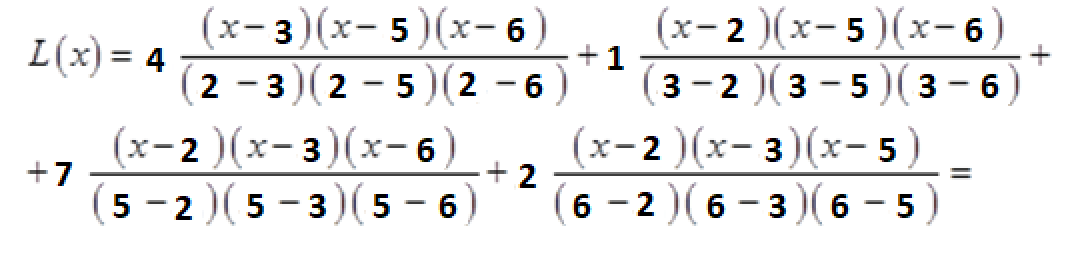 L(x) = 4 (x− 3)(x− 5)(x− 6) / (2 − 3)(2 − 5)(2 − 6) + 1 (x− 2)(x− 5)(x− 6) / (3 − 2)(3 − 5)(3 − 6) +
+ 7 (x− 2)(x− 3)(x− 6) / (5 − 2)(5 − 3)(5 − 6) + 2 (x− 2)(x− 3)(x− 5) / (6 − 2)(6 − 3)(6 − 5) =